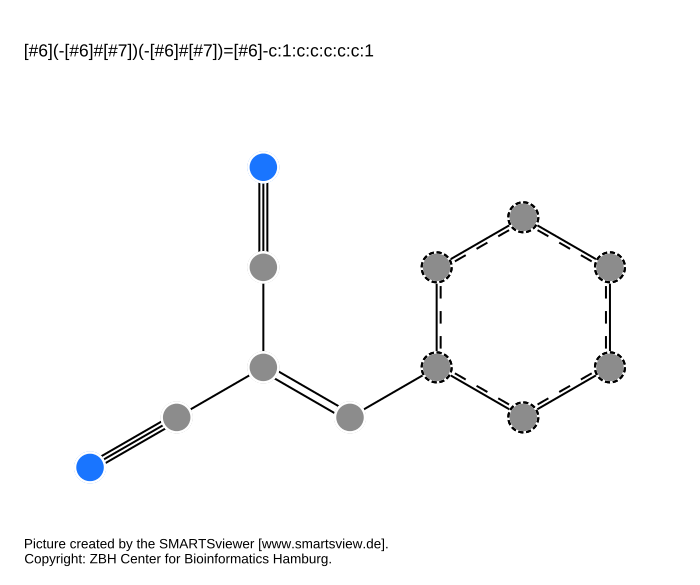 [#6](-[#6]#[#7])(-[#6]#[#7])=[#6]-c:1:c:c:c:c:c:1
Picture created by the SMARTSviewer [www.smartsview.de].
Copyright: ZBH Center for Bioinformatics Hamburg.